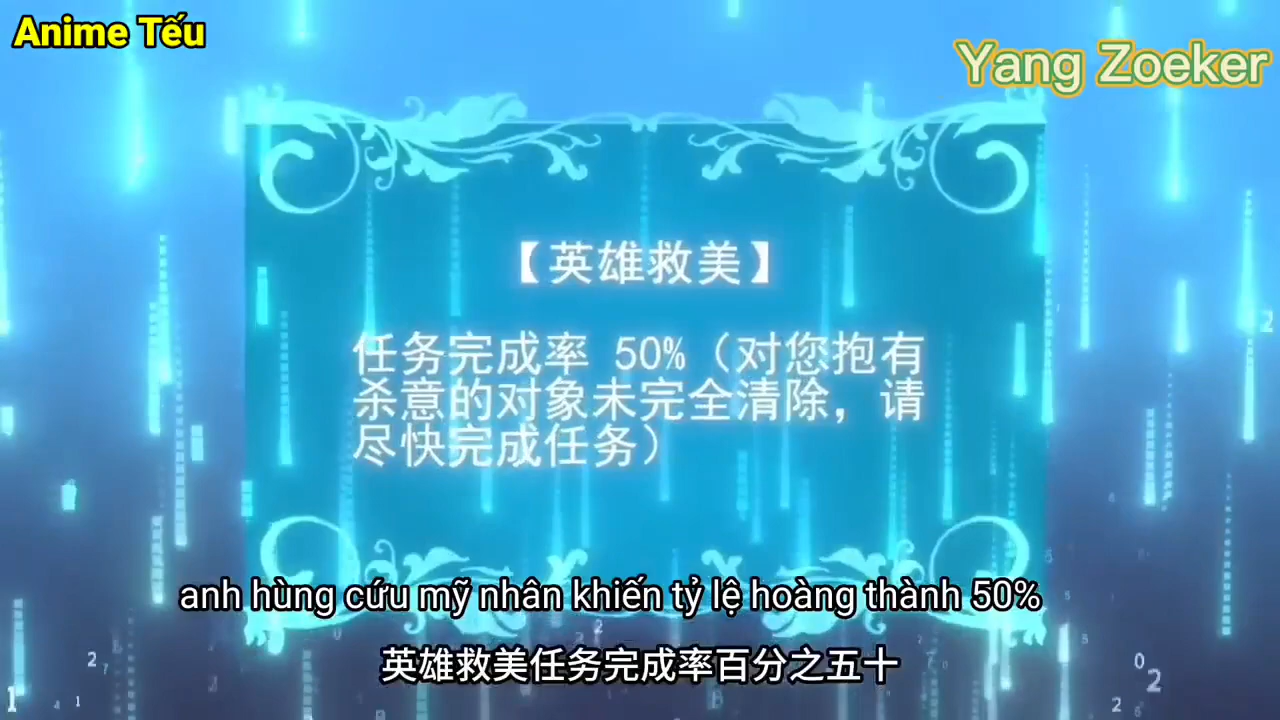 Anime Tếu
Yang Zoeker
【英雄救美】
任务完成率 50%（对您抱有
杀意的对象未完全清除，请
尽快完成任务）
anh hùng cứu mỹ nhân khiến tỷ lệ hoàng thành 50%
英雄救美任务完成率百分之五十